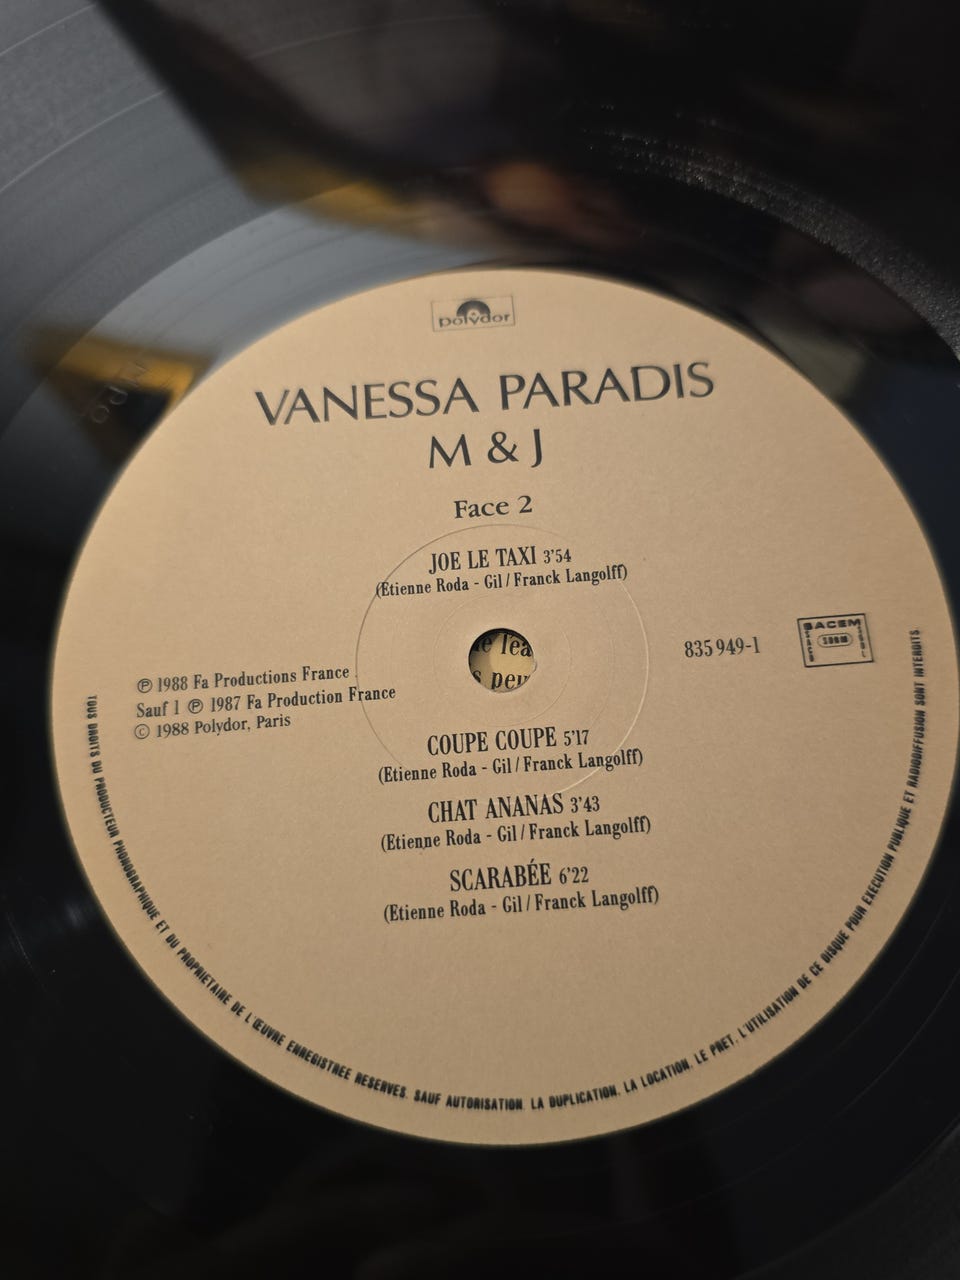 polydor
VANESSA PARADIS
M & J
Face 2
JOE LE TAXI 3'54
(Etienne Roda - Gil / Franck Langolff)
℗ 1988 Fa Productions France
Sauf 1 ℗ 1987 Fa Production France
© 1988 Polydor, Paris
835 949-1
SACEM
COUPE COUPE 5'17
(Etienne Roda - Gil / Franck Langolff)
CHAT ANANAS 3'43
(Etienne Roda - Gil / Franck Langolff)
SCARABÉE 6'22
(Etienne Roda - Gil / Franck Langolff)
TOUS DROITS DU PRODUCTEUR PHONOGRAPHIQUE ET DU PROPRIETAIRE DE L'ŒUVRE ENREGISTREE RESERVES. SAUF AUTORISATION. LA DUPLICATION. LA LOCATION. LE PRET. L'UTILISATION DE CE DISQUE POUR EXECUTION PUBLIQUE ET RADIODIFFUSION SONT INTERDITS